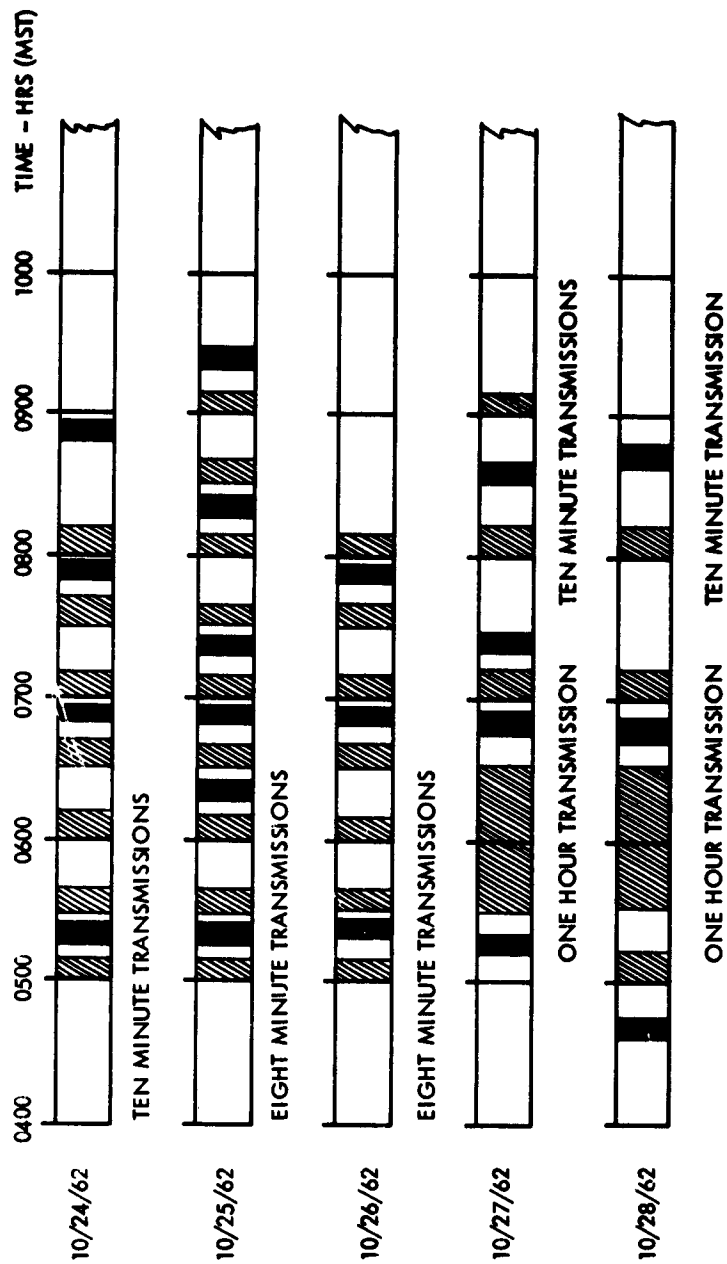 TIME - HRS (MST)
0400 0500 0600 0700 0800 0900 1000
10/24/62
TEN MINUTE TRANSMISSIONS
10/25/62
EIGHT MINUTE TRANSMISSIONS
10/26/62
EIGHT MINUTE TRANSMISSIONS
10/27/62
ONE HOUR TRANSMISSION TEN MINUTE TRANSMISSIONS
10/28/62
ONE HOUR TRANSMISSION TEN MINUTE TRANSMISSION